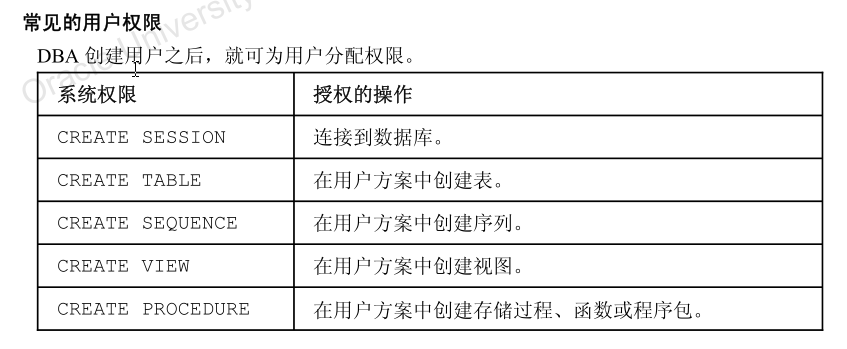 常见的用户权限
DBA 创建用户之后，就可为用户分配权限。
Oracle University
系统权限 授权的操作
CREATE SESSION 连接到数据库。
CREATE TABLE 在用户方案中创建表。
CREATE SEQUENCE 在用户方案中创建序列。
CREATE VIEW 在用户方案中创建视图。
CREATE PROCEDURE 在用户方案中创建存储过程、函数或程序包。